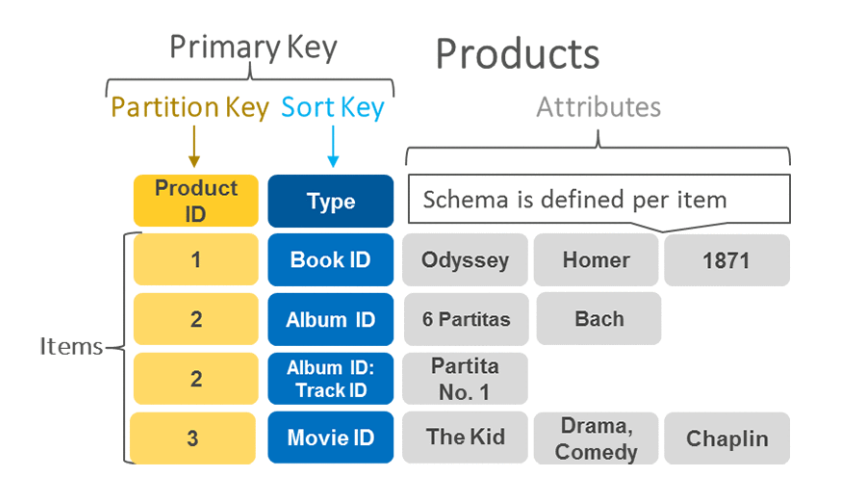 Primary Key
Products
Partition Key
Sort Key
Attributes
Product
ID
Type
Schema is defined per item
1
Book ID
Odyssey
Homer
1871
2
Album ID
6 Partitas
Bach
Items
2
Album ID:
Track ID
Partita
No. 1
3
Movie ID
The Kid
Drama,
Comedy
Chaplin